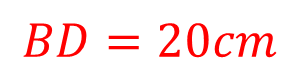 BD = 20cm